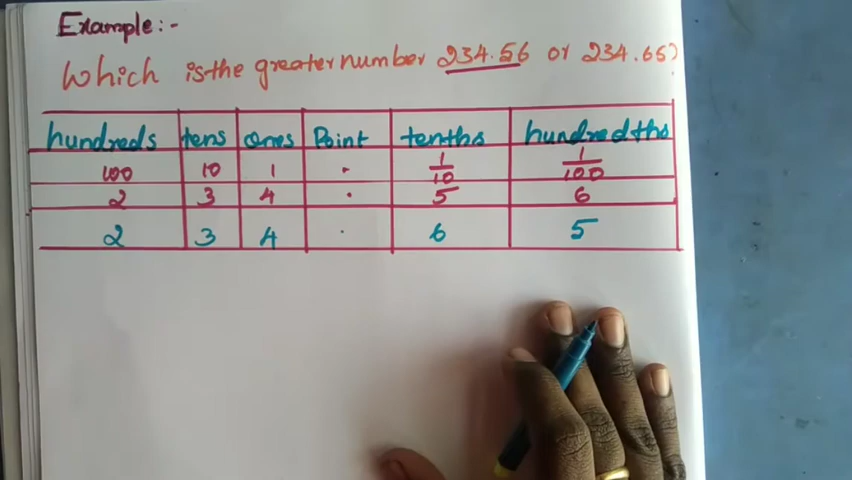 Example:-
Which is the greater number 234.56 or 234.65?
hundreds tens ones Point tenths hundredths
100 10 1 . 1/10 1/100
2 3 4 . 5 6
2 3 4 . 6 5